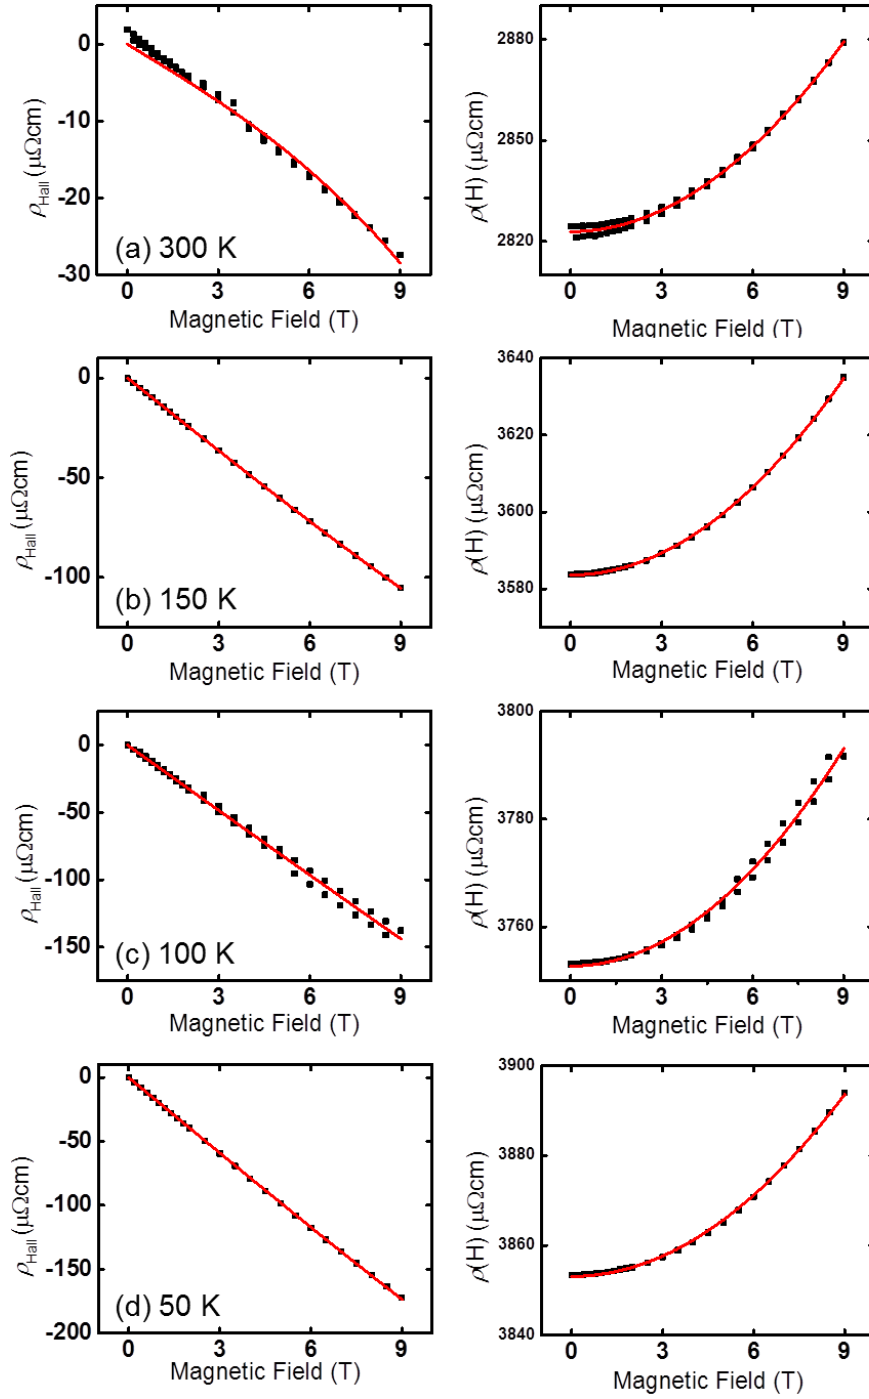 0
-10
-20
-30
ρHall (μΩcm)
(a) 300 K
0 3 6 9
Magnetic Field (T)
2880
2850
2820
ρ(H) (μΩcm)
0 3 6 9
Magnetic Field (T)
0
-50
-100
ρHall (μΩcm)
(b) 150 K
0 3 6 9
Magnetic Field (T)
3640
3620
3600
3580
ρ(H) (μΩcm)
0 3 6 9
Magnetic Field (T)
0
-50
-100
-150
ρHall (μΩcm)
(c) 100 K
0 3 6 9
Magnetic Field (T)
3800
3780
3760
ρ(H) (μΩcm)
0 3 6 9
Magnetic Field (T)
0
-50
-100
-150
-200
ρHall (μΩcm)
(d) 50 K
0 3 6 9
Magnetic Field (T)
3900
3880
3860
3840
ρ(H) (μΩcm)
0 3 6 9
Magnetic Field (T)